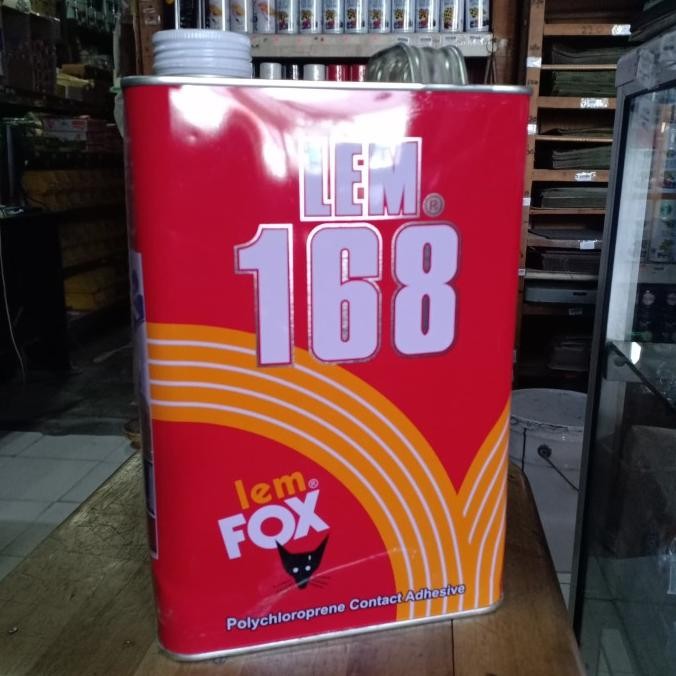 LEM®
168
lem®
FOX
Polychloroprene Contact Adhesive